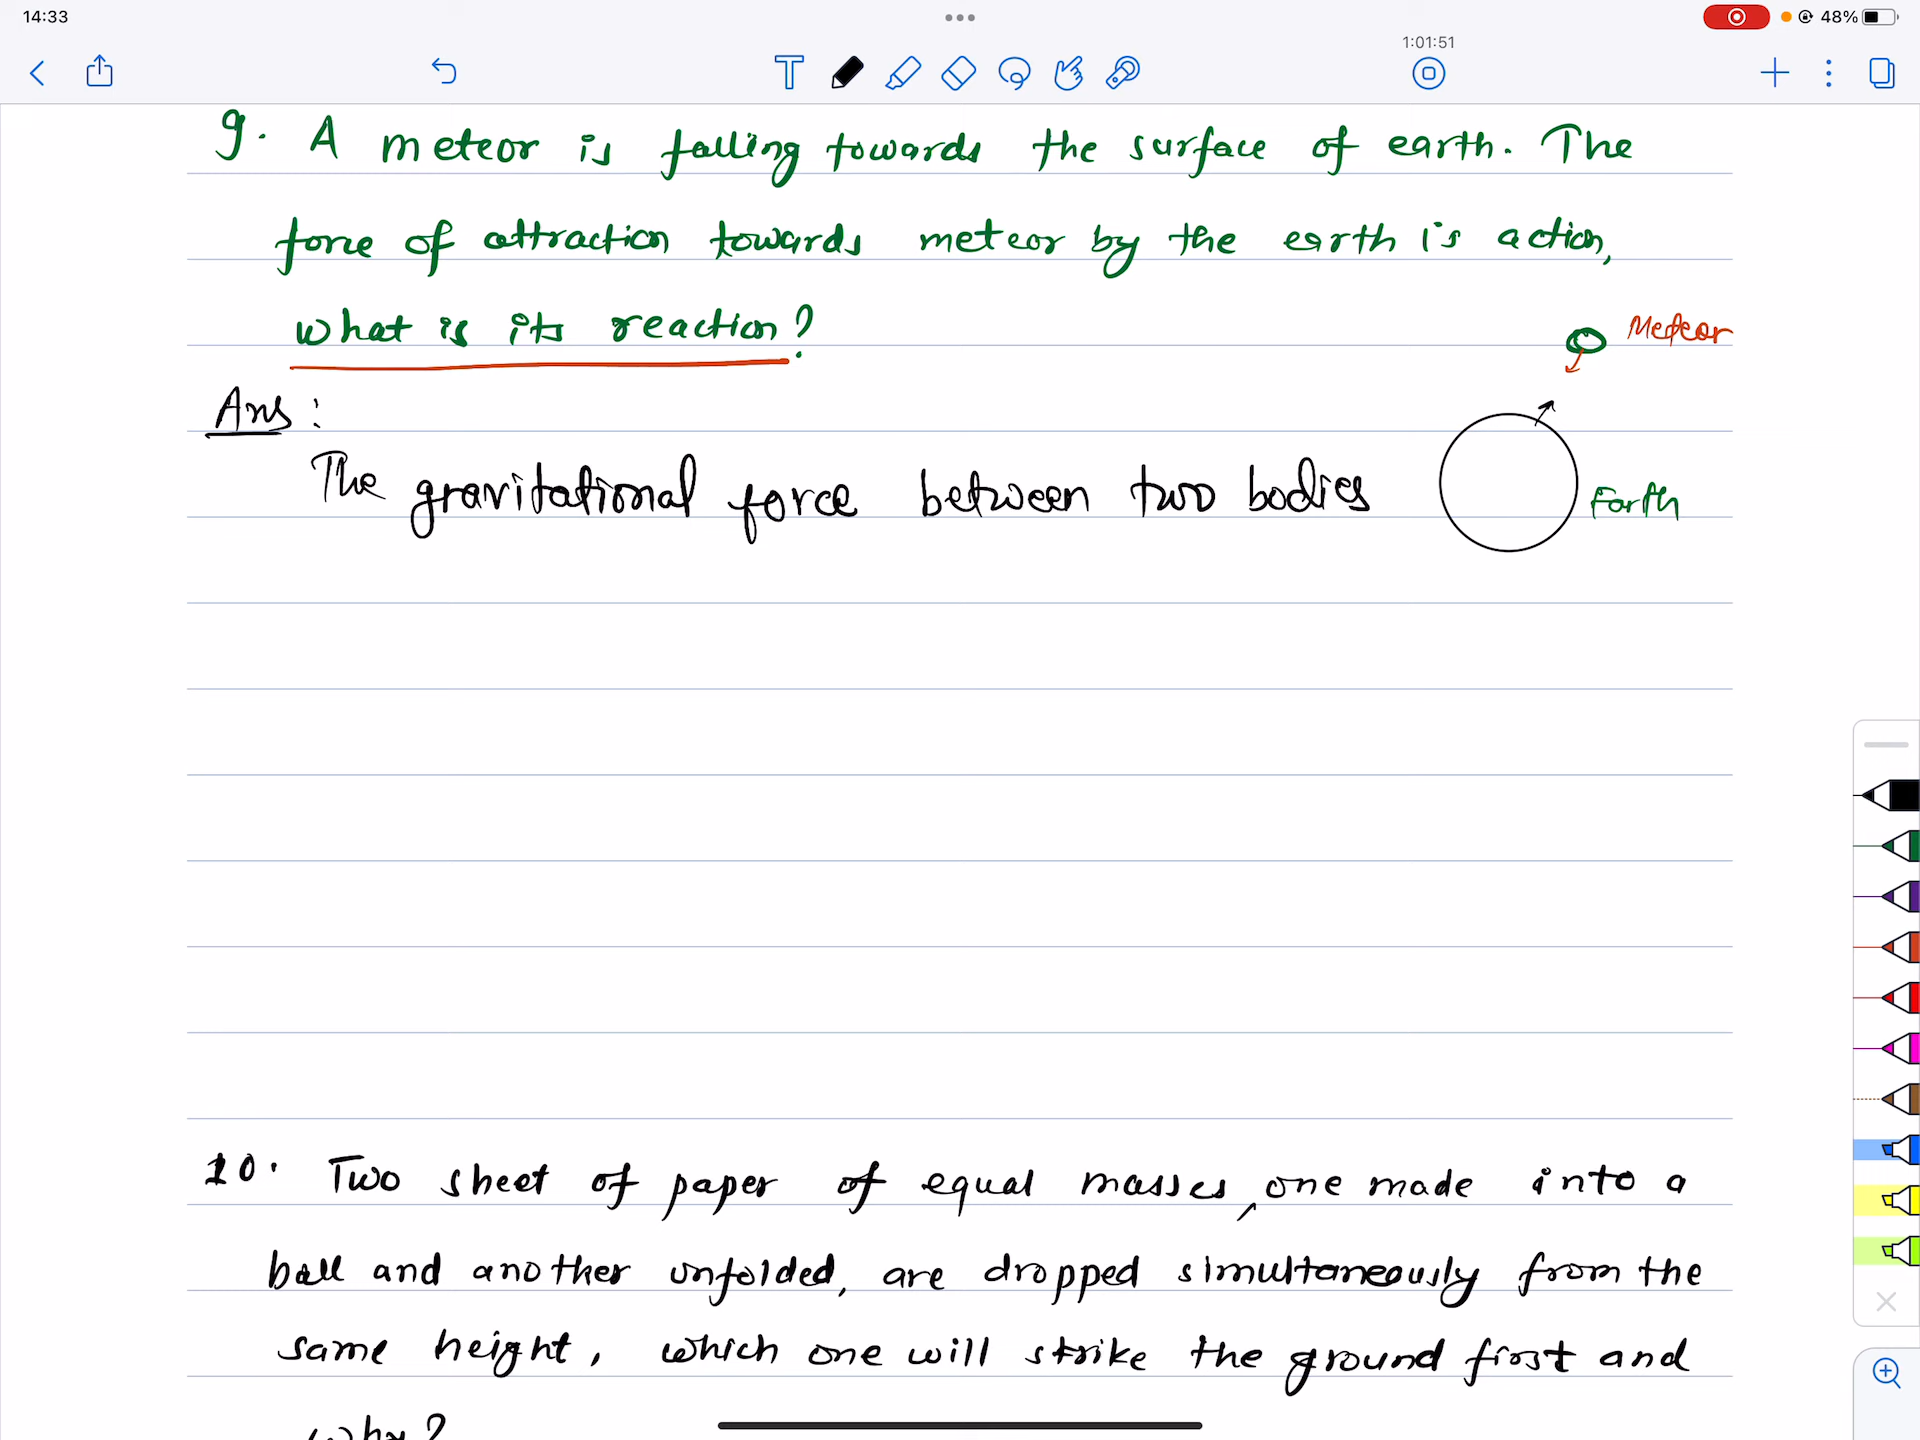 14:33
48%
1:01:51
9. A meteor is falling towards the surface of earth. The
force of attraction towards meteor by the earth is action,
what is its reaction?
Meteor
Ans:
The gravitational force between two bodies
Earth
10. Two sheet of paper of equal masses, one made into a
ball and another unfolded, are dropped simultaneously from the
same height, which one will strike the ground first and
why?